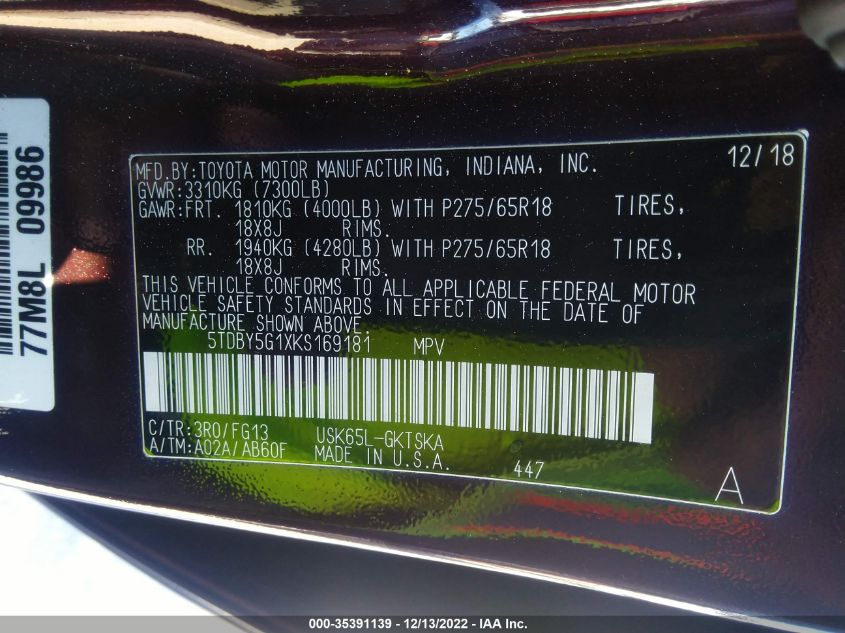 77M8L 09986
MFD.BY:TOYOTA MOTOR MANUFACTURING, INDIANA, INC. 12/18
GVWR:3310KG (7300LB)
GAWR:FRT. 1810KG (4000LB) WITH P275/65R18 TIRES,
18X8J RIMS.
RR. 1940KG (4280LB) WITH P275/65R18 TIRES,
18X8J RIMS.
THIS VEHICLE CONFORMS TO ALL APPLICABLE FEDERAL MOTOR
VEHICLE SAFETY STANDARDS IN EFFECT ON THE DATE OF
MANUFACTURE SHOWN ABOVE.
5TDBY5G1XKS169181 MPV
C/TR:3R0/FG13 USK65L-GKTSKA
A/TM:A02A/AB60F MADE IN U.S.A.
447
A
000-35391139 - 12/13/2022 - IAA Inc.